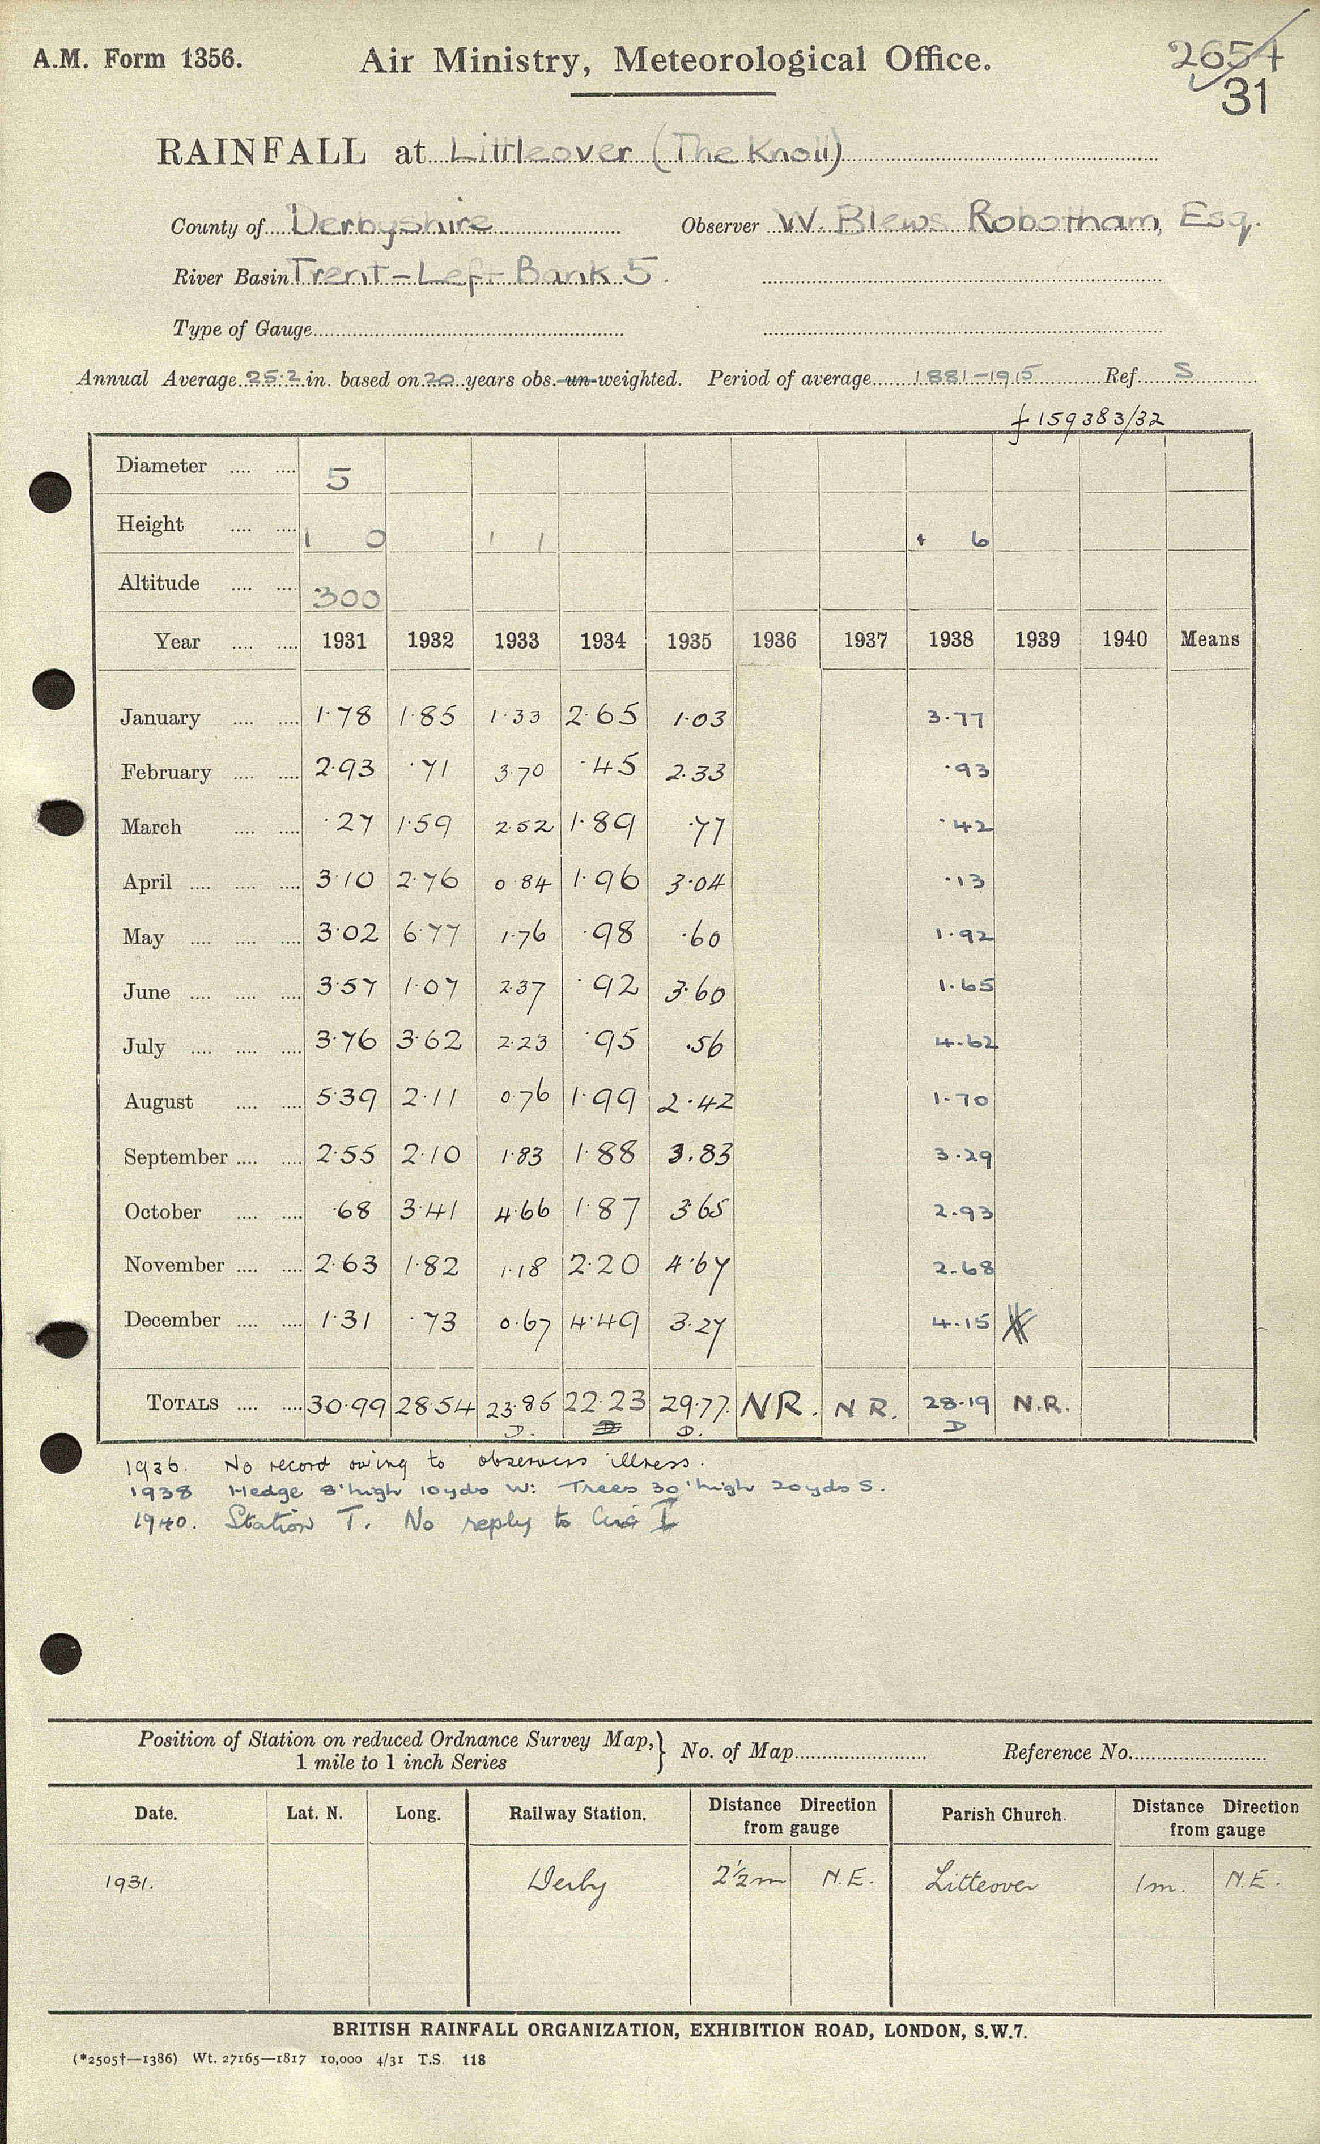 A.M. Form 1356.
Air Ministry, Meteorological Office.
2654
31
RAINFALL at Littleover (The Knoll)
County of Derbyshire Observer W. Blews Robotham, Esq.
River Basin Trent-Left Bank 5.
Type of Gauge
Annual Average 25.2 in. based on 20 years obs. un-weighted. Period of average 1881-1915 Ref. S
159383/32
Diameter .... .... 5
Height .... .... 1 0 1 1 1 6
Altitude .... .... 300
Year .... .... 1931 1932 1933 1934 1935 1936 1937 1938 1939 1940 Means
January .... .... 1.78 1.85 1.33 2.65 1.03 3.77
February .... .... 2.93 .71 3.70 .45 2.33 .93
March .... .... .27 1.59 2.52 1.89 .77 .42
April .... .... .... 3.10 2.76 0.84 1.96 3.04 .13
May .... .... .... 3.02 6.77 1.76 .98 .60 1.92
June .... .... .... 3.57 1.07 2.37 .92 3.60 1.65
July .... .... .... 3.76 3.62 2.23 .95 .56 4.62
August .... .... 5.39 2.11 0.76 1.99 2.42 1.70
September .... .... 2.55 2.10 1.83 1.88 3.83 3.29
October .... .... .68 3.41 4.66 1.87 3.65 2.93
November .... .... 2.63 1.82 1.18 2.20 4.67 2.68
December .... .... 1.31 .73 0.67 4.49 3.27 4.15
TOTALS .... .... 30.99 28.54 23.85 22.23 29.77 N.R. N R. 28.19 N.R.
D. D D. D
1936. No record owing to observers illness.
1938 Hedge 8' high 10yds W: Trees 30' high 20yds S.
1940. Station T. No reply to Circ I
Position of Station on reduced Ordnance Survey Map,
1 mile to 1 inch Series
No. of Map Reference No.
Date. Lat. N. Long. Railway Station. Distance Direction from gauge Parish Church. Distance Direction from gauge
1931. Derby 2½m N.E. Litteover 1m. N.E.
BRITISH RAINFALL ORGANIZATION, EXHIBITION ROAD, LONDON, S.W.7.
(*2505†—1386) Wt. 27165—1817 10,000 4/31 T.S. 118